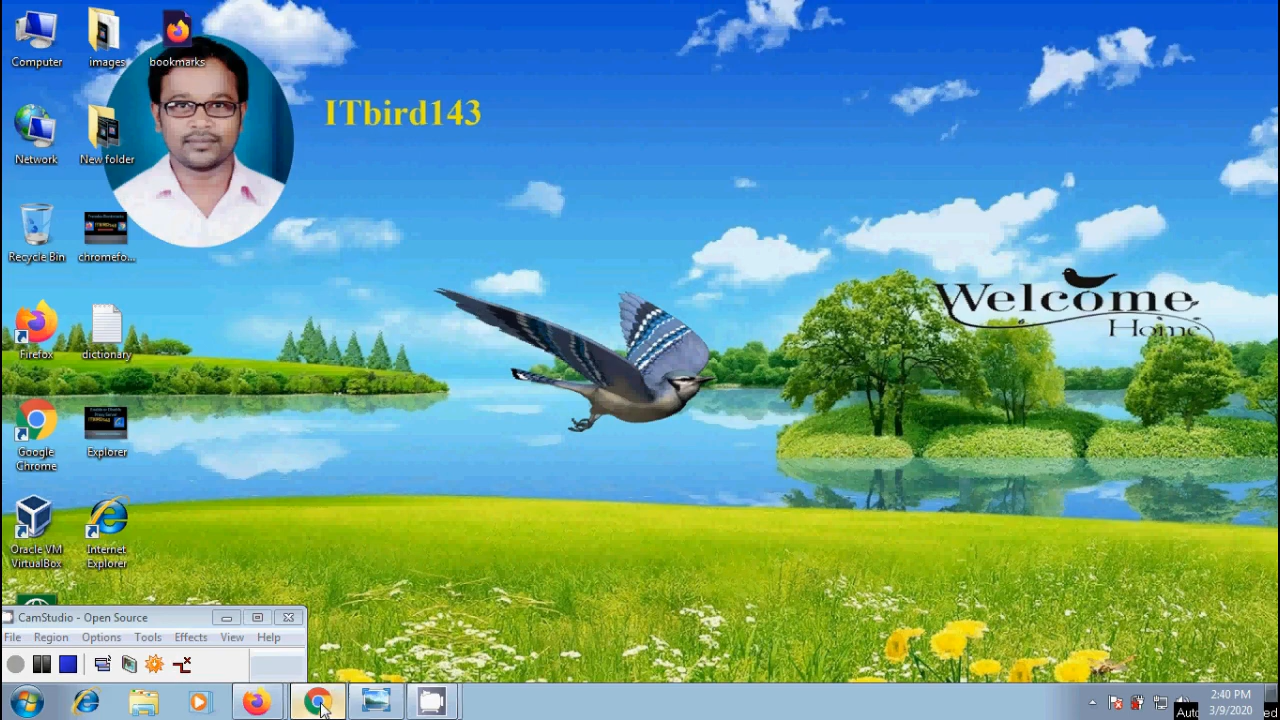 Computer
images
bookmarks
ITbird143
Network
New folder
Recycle Bin
chromefo...
Welcome
Home
Firefox
dictionary
Google
Chrome
Explorer
Oracle VM
VirtualBox
Internet
Explorer
CamStudio - Open Source
File Region Options Tools Effects View Help
2:40 PM
3/9/2020